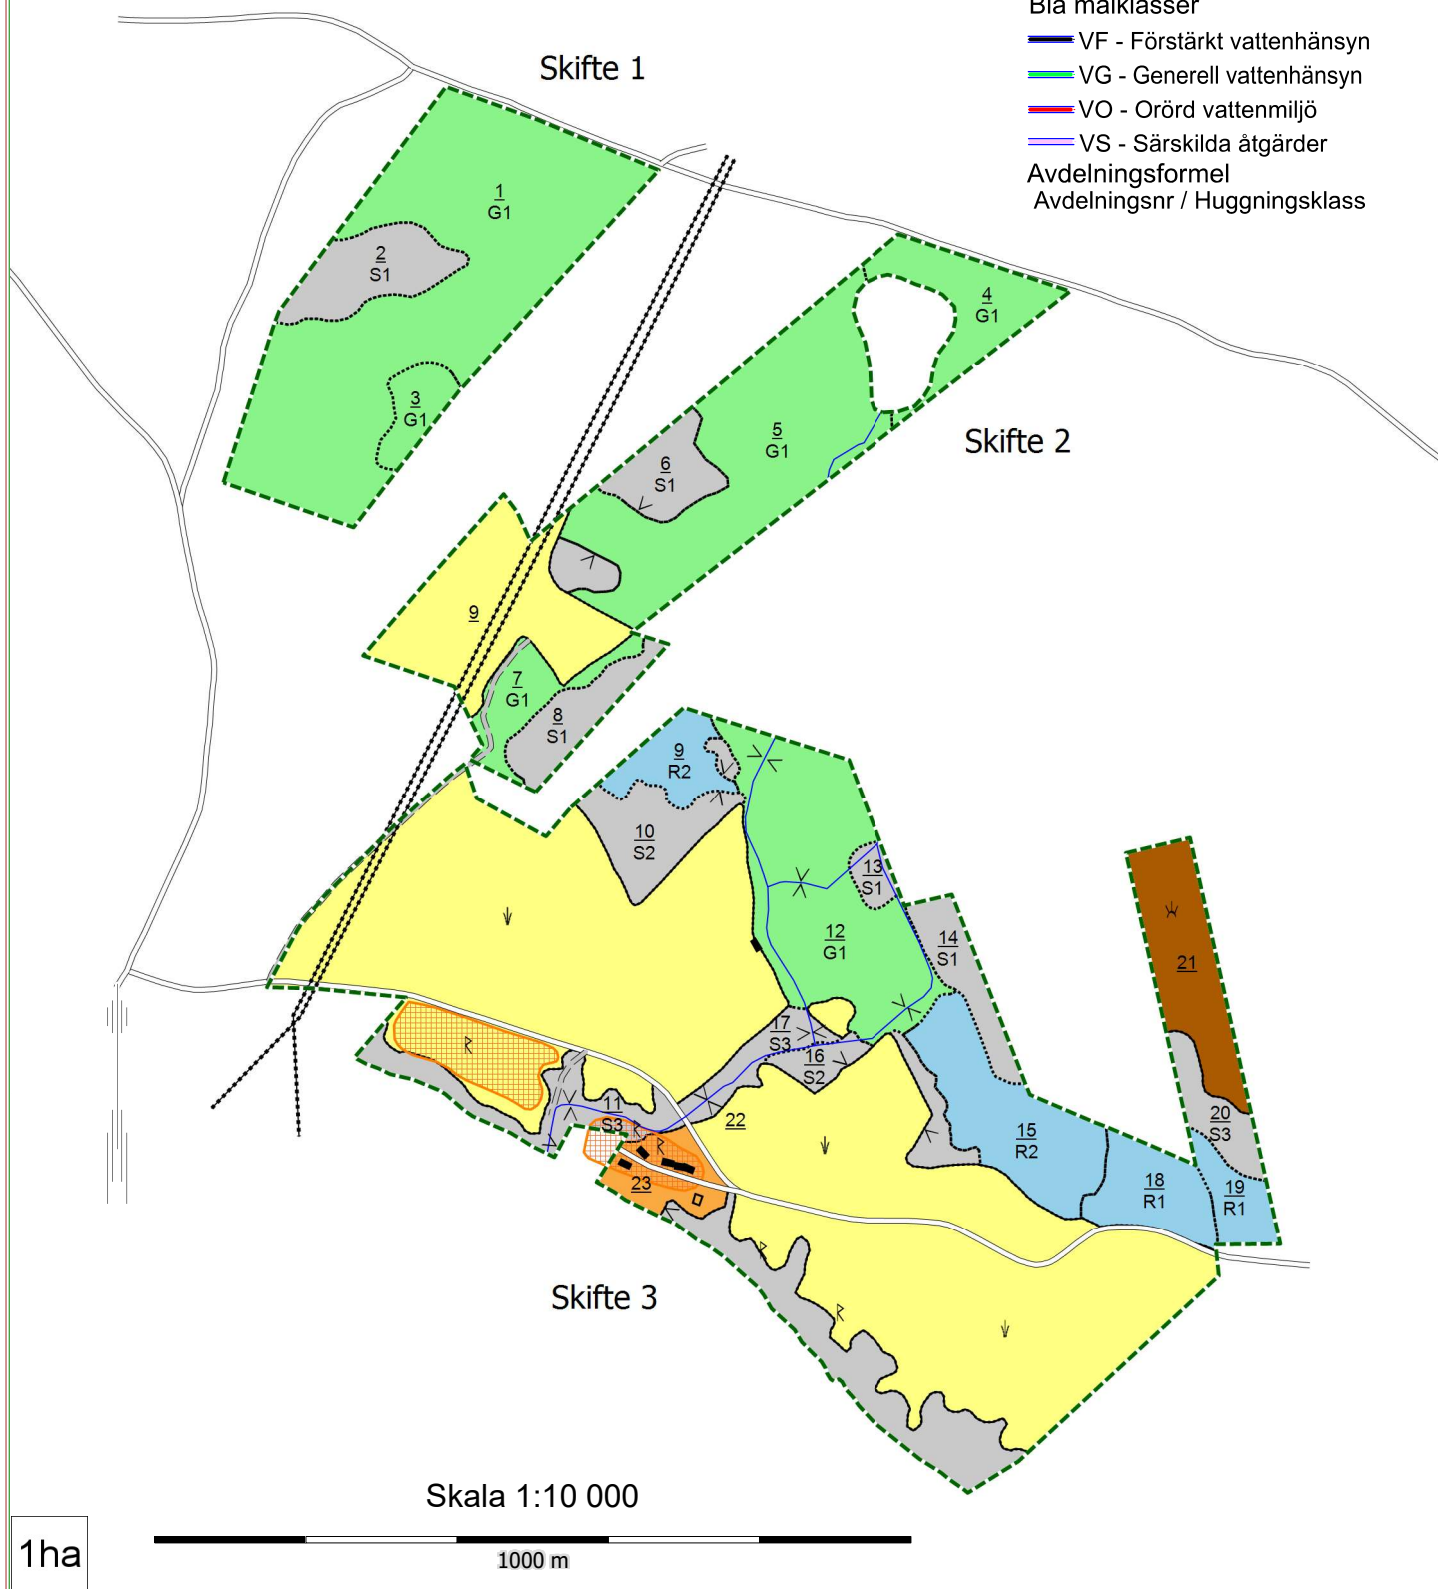 Blå målklasser
VF - Förstärkt vattenhänsyn
VG - Generell vattenhänsyn
VO - Orörd vattenmiljö
VS - Särskilda åtgärder
Avdelningsformel
Avdelningsnr / Huggningsklass
Skifte 1
1
G1
2
S1
3
G1
4
G1
Skifte 2
5
G1
6
S1
9
7
G1
8
S1
9
R2
10
S2
13
S1
12
G1
14
S1
21
17
S3
16
S2
11
S3
22
15
R2
20
S3
18
R1
19
R1
23
Skifte 3
Skala 1:10 000
1ha
1000 m